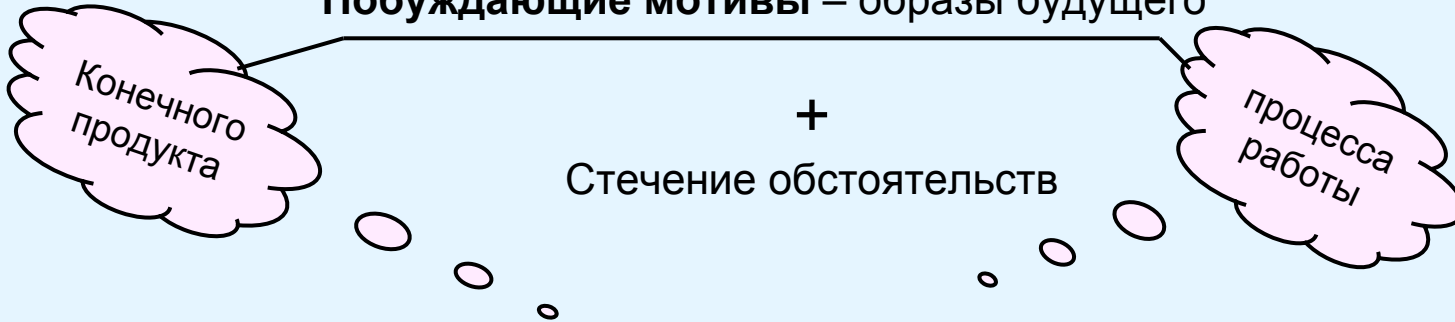 Побуждающие мотивы – образы будущего
Конечного
продукта
+
Стечение обстоятельств
процесса
работы